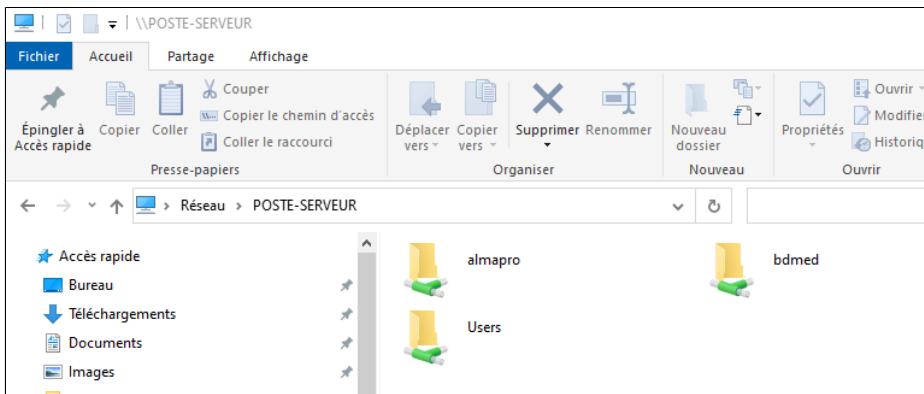 \\POSTE-SERVEUR
Fichier Accueil Partage Affichage
Épingler à Accès rapide
Copier
Coller
Couper
Copier le chemin d'accès
Coller le raccourci
Presse-papiers
Déplacer vers
Copier vers
Supprimer
Renommer
Organiser
Nouveau dossier
Nouveau
Propriétés
Ouvrir
Modifier
Historiq
Ouvrir
Réseau > POSTE-SERVEUR
Accès rapide
Bureau
Téléchargements
Documents
Images
almapro
bdmed
Users